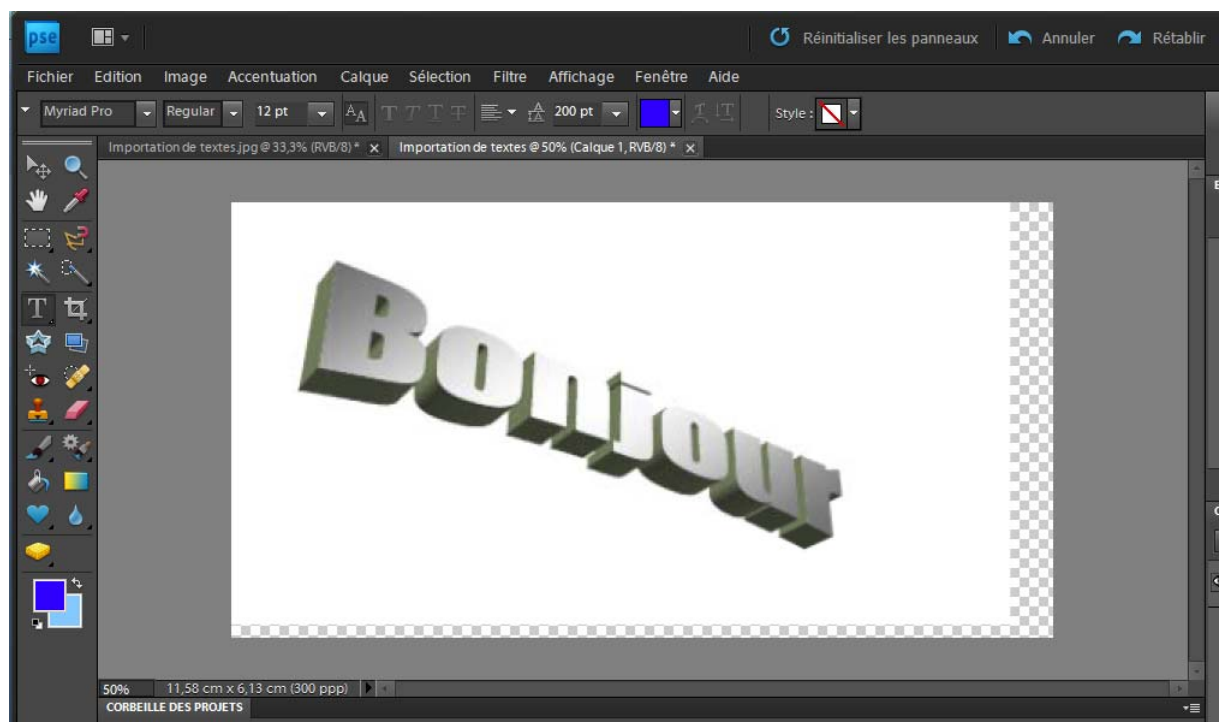 pse
Réinitialiser les panneaux Annuler Rétablir
Fichier Edition Image Accentuation Calque Sélection Filtre Affichage Fenêtre Aide
Myriad Pro Regular 12 pt AA T T T T 200 pt T IT Style :
Importation de textes.jpg @ 33,3% (RVB/8) * x Importation de textes @ 50% (Calque 1, RVB/8) * x
T
Bonjour
50% 11,58 cm x 6,13 cm (300 ppp)
CORBEILLE DES PROJETS